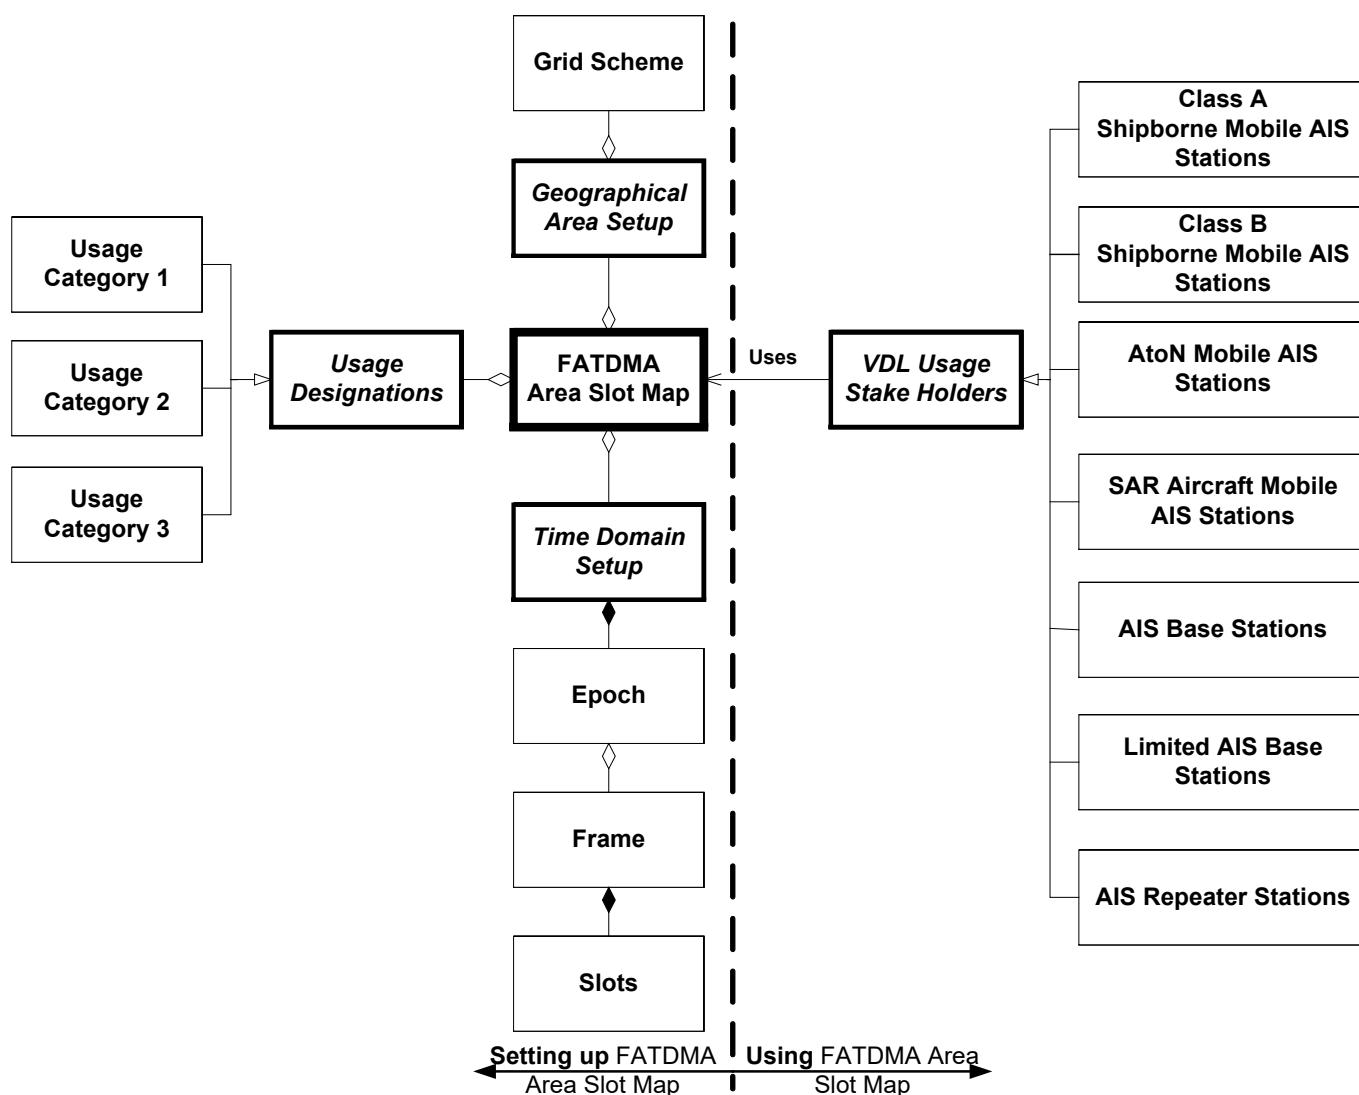 Grid Scheme
Geographical
Area Setup
Usage
Category 1
Usage
Category 2
Usage
Category 3
Usage
Designations
FATDMA
Area Slot Map
Time Domain
Setup
Epoch
Frame
Slots
Uses
VDL Usage
Stake Holders
Class A
Shipborne Mobile AIS
Stations
Class B
Shipborne Mobile AIS
Stations
AtoN Mobile AIS
Stations
SAR Aircraft Mobile
AIS Stations
AIS Base Stations
Limited AIS Base
Stations
AIS Repeater Stations
Setting up FATDMA
Area Slot Map
Using FATDMA Area
Slot Map